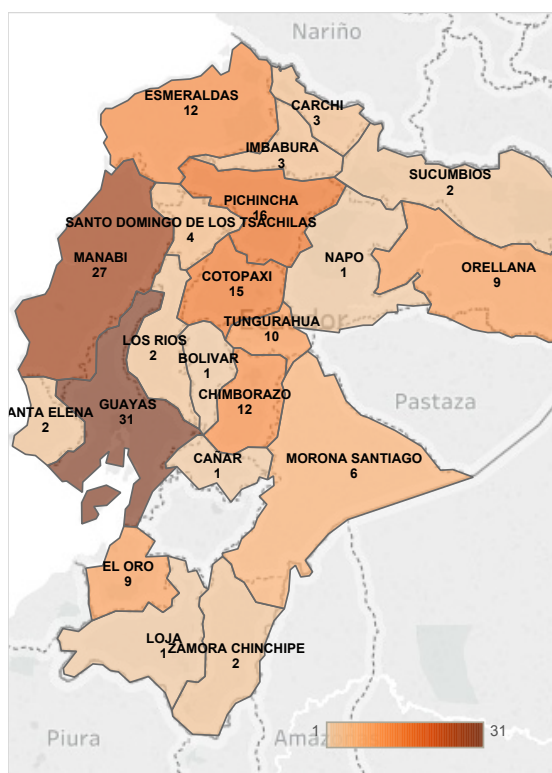 Nariño
ESMERALDAS
12
CARCHI
3
IMBABURA
3
SUCUMBIOS
2
PICHINCHA
16
SANTO DOMINGO DE LOS TSÁCHILAS
4
MANABI
27
NAPO
1
ORELLANA
9
COTOPAXI
15
Ecuador
TUNGURAHUA
10
LOS RIOS
2
BOLIVAR
1
CHIMBORAZO
12
Pastaza
ANTA ELENA
2
GUAYAS
31
CAÑAR
1
MORONA SANTIAGO
6
EL ORO
9
LOJA
1
ZAMORA CHINCHIPE
2
1
31
Piura